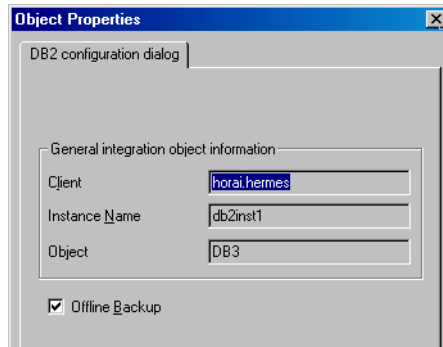 Object Properties
DB2 configuration dialog
General integration object information
Client horai.hermes
Instance Name db2inst1
Object DB3
Offline Backup